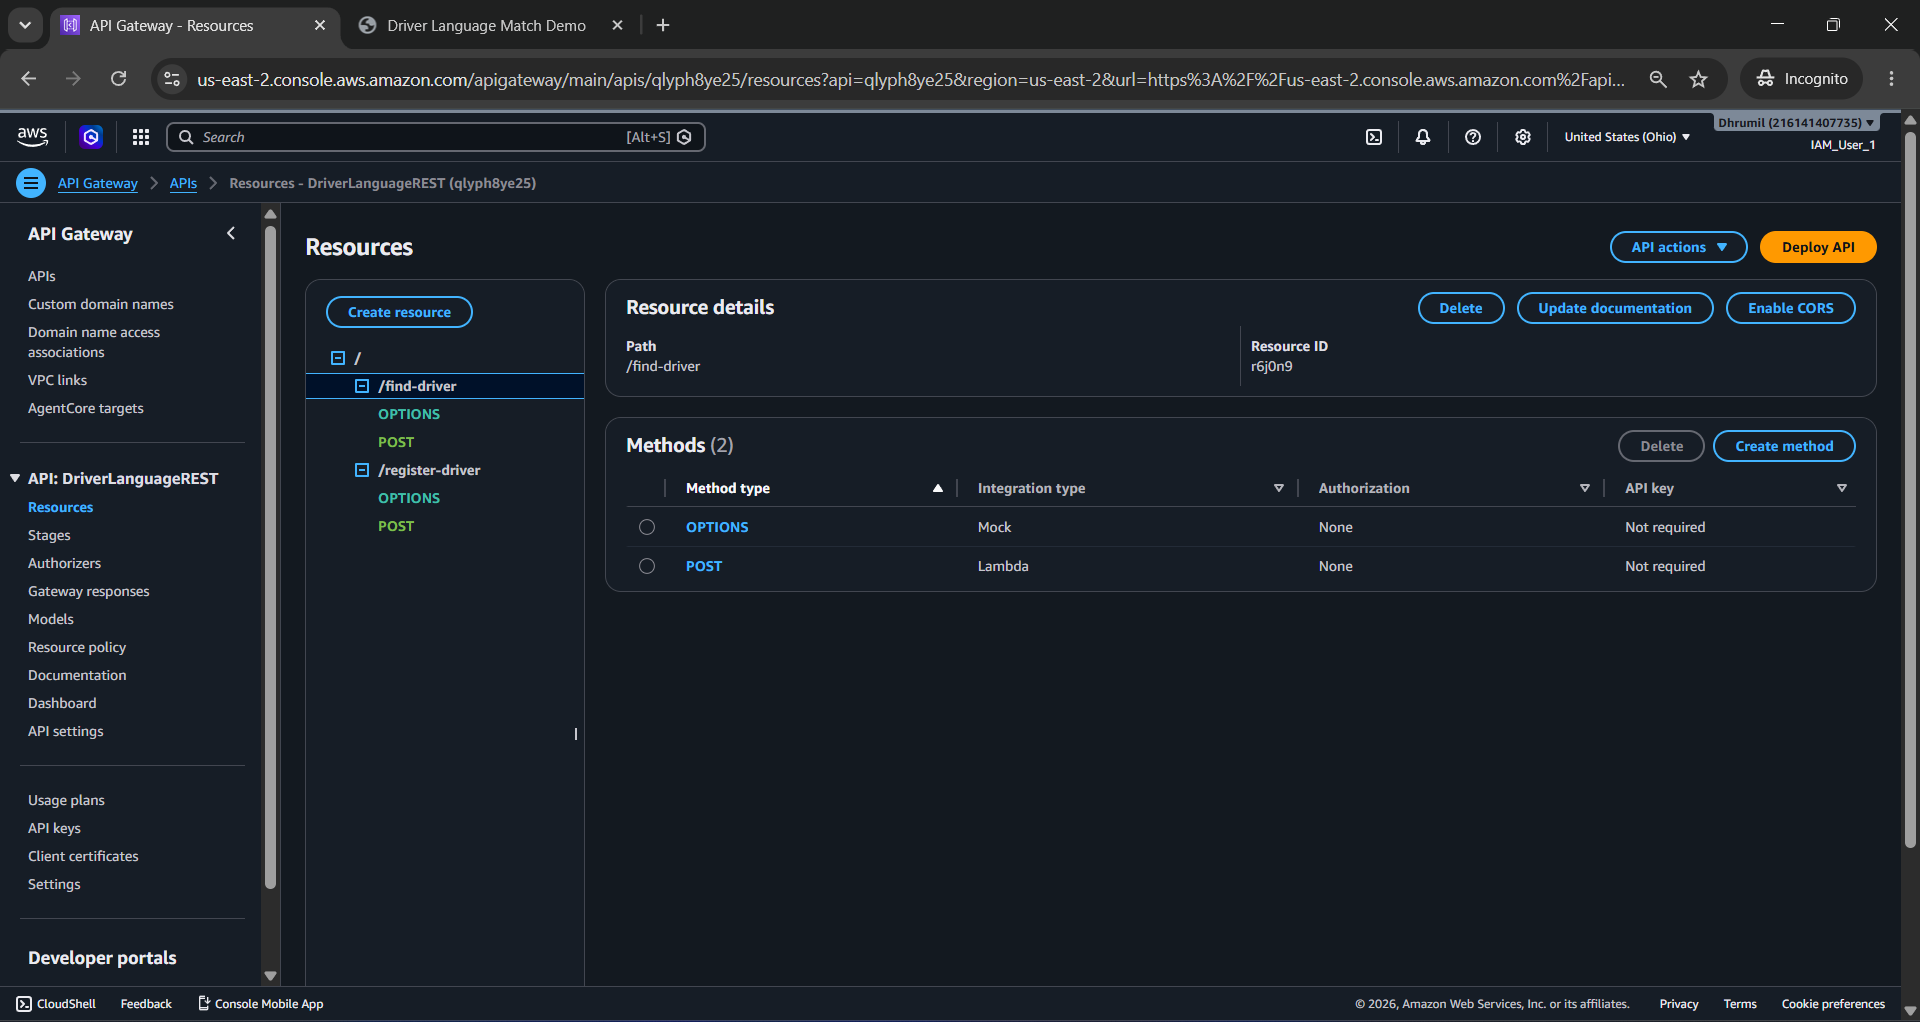 API Gateway - Resources
Driver Language Match Demo
us-east-2.console.aws.amazon.com/apigateway/main/apis/qlyph8ye25/resources?api=qlyph8ye25&region=us-east-2&url=https%3A%2F%2Fus-east-2.console.aws.amazon.com%2Fapi...
Incognito
aws
Search
[Alt+S]
United States (Ohio)
Dhrumil (216141407735)
IAM_User_1
API Gateway
APIs
Resources - DriverLanguageREST (qlyph8ye25)
API Gateway
APIs
Custom domain names
Domain name access
associations
VPC links
AgentCore targets
API: DriverLanguageREST
Resources
Stages
Authorizers
Gateway responses
Models
Resource policy
Documentation
Dashboard
API settings
Usage plans
API keys
Client certificates
Settings
Developer portals
Resources
API actions
Deploy API
Create resource
/
/find-driver
OPTIONS
POST
/register-driver
OPTIONS
POST
Resource details
Delete
Update documentation
Enable CORS
Path
/find-driver
Resource ID
r6j0n9
Methods (2)
Delete
Create method
Method type
Integration type
Authorization
API key
OPTIONS
Mock
None
Not required
POST
Lambda
None
Not required
CloudShell
Feedback
Console Mobile App
© 2026, Amazon Web Services, Inc. or its affiliates.
Privacy
Terms
Cookie preferences